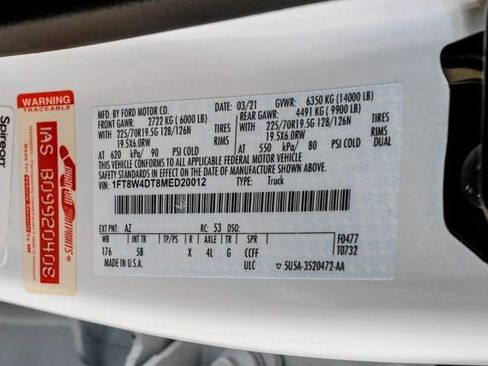 MFD. BY FORD MOTOR CO. 03/21 GVWR: 6350 KG (14000 LB)
FRONT GAWR: 2722 KG (6000 LB) REAR GAWR: 4491 KG (9900 LB)
WITH WITH
225/70R19.5G 128/126N TIRES 225/70R19.5G 128/126N TIRES
19.5X6.0RW RIMS 19.5X6.0RW RIMS
AT 620 kPa/ 90 PSI COLD AT 550 kPa/ 80 PSI COLD
THIS VEHICLE CONFORMS TO ALL APPLICABLE FEDERAL MOTOR VEHICLE
SAFETY STANDARDS IN EFFECT ON THE DATE OF MANUFACTURE SHOWN ABOVE.
VIN: 1FT8W4DT8MED20012 TYPE: Truck
EXT PNT: AZ RC: 53 DSO:
WB INT TR TP/PS R AXLE TR SPR F0477
176 5B X 4L G CCFF T0732
MADE IN U.S.A. ULC 5U5A-3520472-AA
WARNING
TRACEABLE
IAS B09920408
Spireon